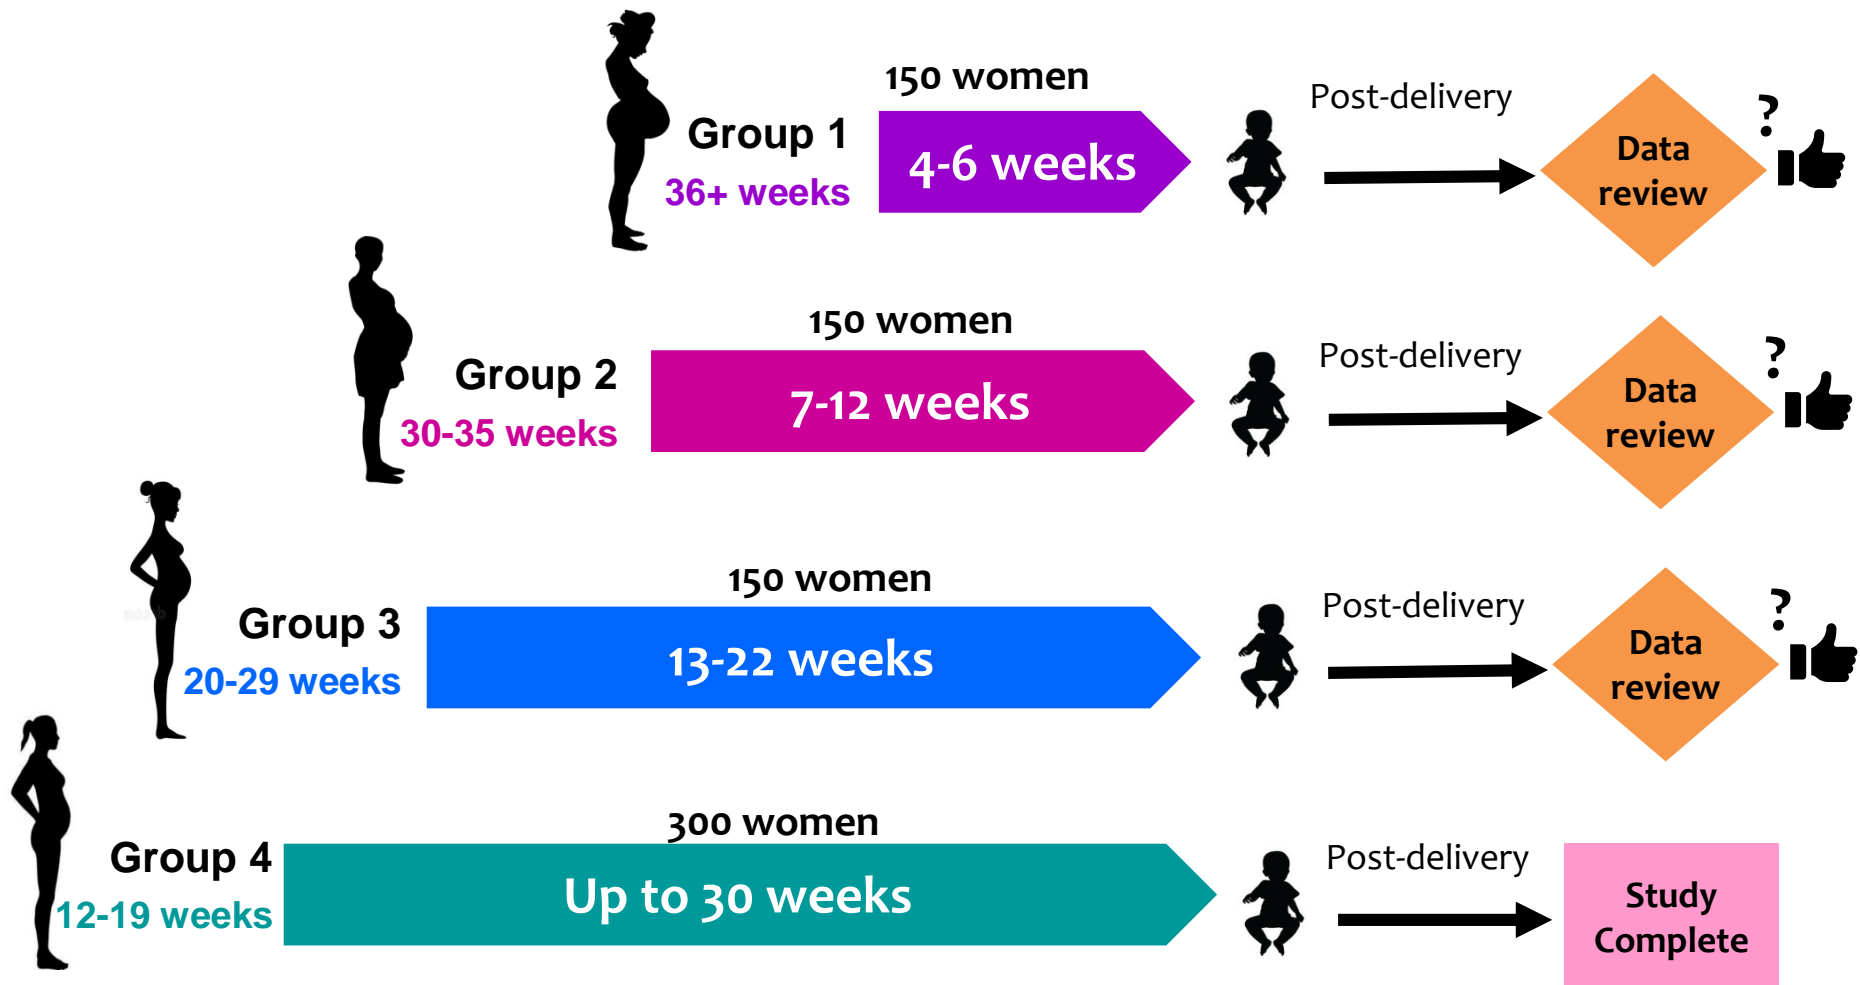 150 women
Group 1
36+ weeks
4-6 weeks
Post-delivery
Data
review
?
150 women
Group 2
30-35 weeks
7-12 weeks
Post-delivery
Data
review
?
150 women
Group 3
20-29 weeks
13-22 weeks
Post-delivery
Data
review
?
300 women
Group 4
12-19 weeks
Up to 30 weeks
Post-delivery
Study
Complete